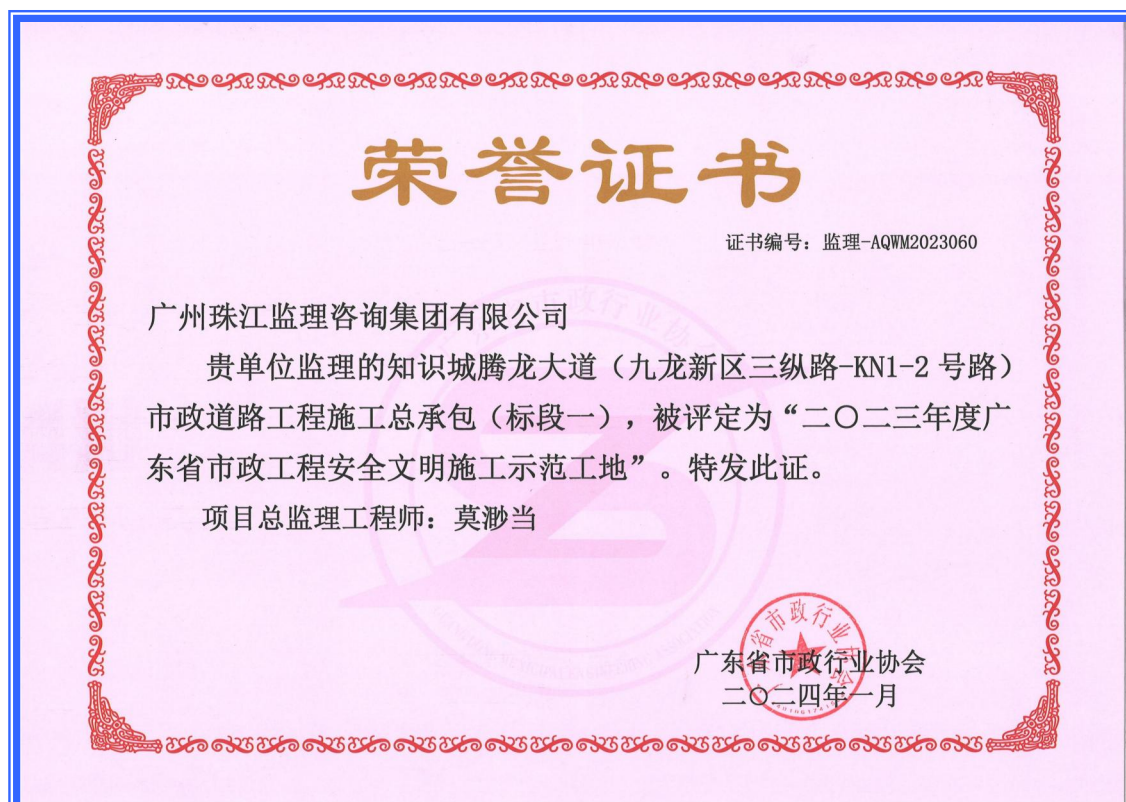 荣誉证书
证书编号：监理-AQWM2023060
广州珠江监理咨询集团有限公司
贵单位监理的知识城腾龙大道（九龙新区三纵路-KN1-2号路）
市政道路工程施工总承包（标段一），被评定为“二〇二三年度广
东省市政工程安全文明施工示范工地”。特发此证。
项目总监理工程师：莫渺当
广东省市政行业协会
二〇二四年一月